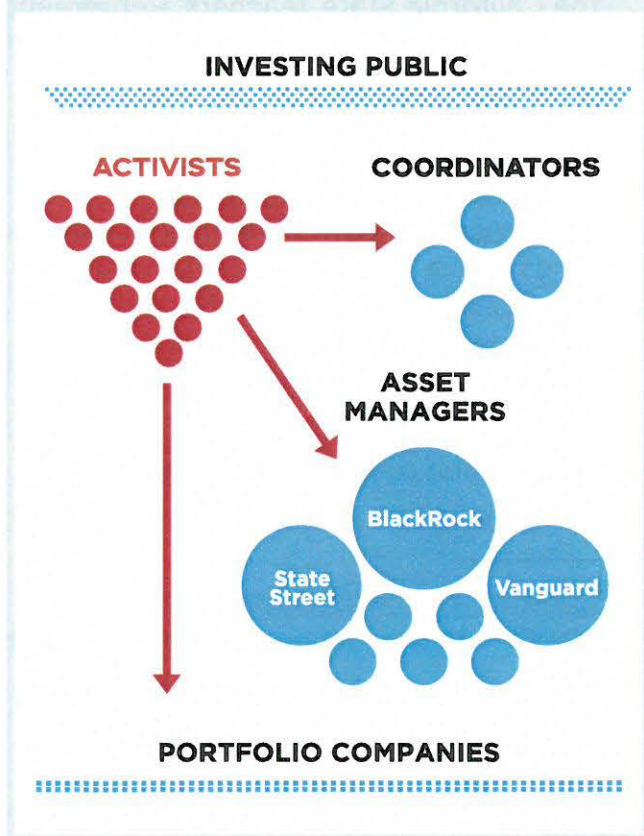 INVESTING PUBLIC
ACTIVISTS
COORDINATORS
ASSET
MANAGERS
BlackRock
State
Street
Vanguard
PORTFOLIO COMPANIES